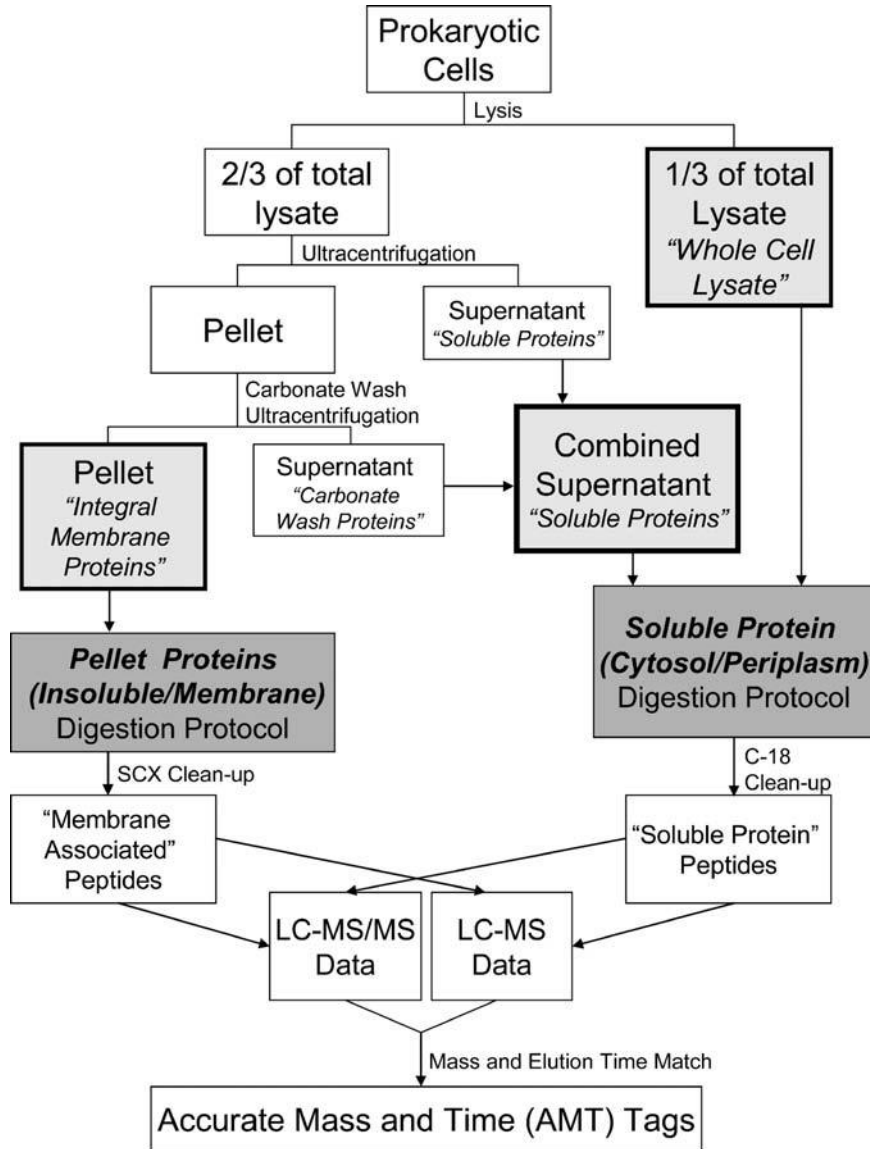 Prokaryotic
Cells
Lysis
2/3 of total
lysate
1/3 of total
Lysate
“Whole Cell
Lysate”
Ultracentrifugation
Pellet
Supernatant
“Soluble Proteins”
Carbonate Wash
Ultracentrifugation
Pellet
“Integral
Membrane
Proteins”
Supernatant
“Carbonate
Wash Proteins”
Combined
Supernatant
“Soluble Proteins”
Pellet Proteins
(Insoluble/Membrane)
Digestion Protocol
Soluble Protein
(Cytosol/Periplasm)
Digestion Protocol
SCX Clean-up
C-18
Clean-up
“Membrane
Associated”
Peptides
“Soluble Protein”
Peptides
LC-MS/MS
Data
LC-MS
Data
Mass and Elution Time Match
Accurate Mass and Time (AMT) Tags